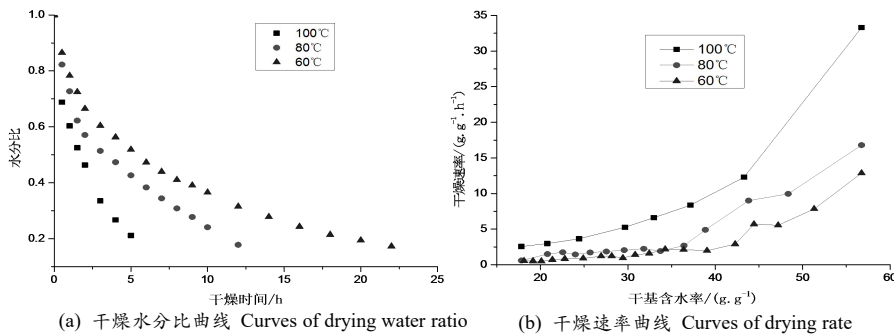 1.0
0.8
0.6
0.4
0.2
水分比
100℃
80℃
60℃
0 5 10 15 20 25
干燥时间/h
(a) 干燥水分比曲线 Curves of drying water ratio
35
30
25
20
15
10
5
0
干燥速率/(g.g⁻¹.h⁻¹)
100℃
80℃
60℃
20 30 40 50 60
干基含水率/(g.g⁻¹)
(b) 干燥速率曲线 Curves of drying rate